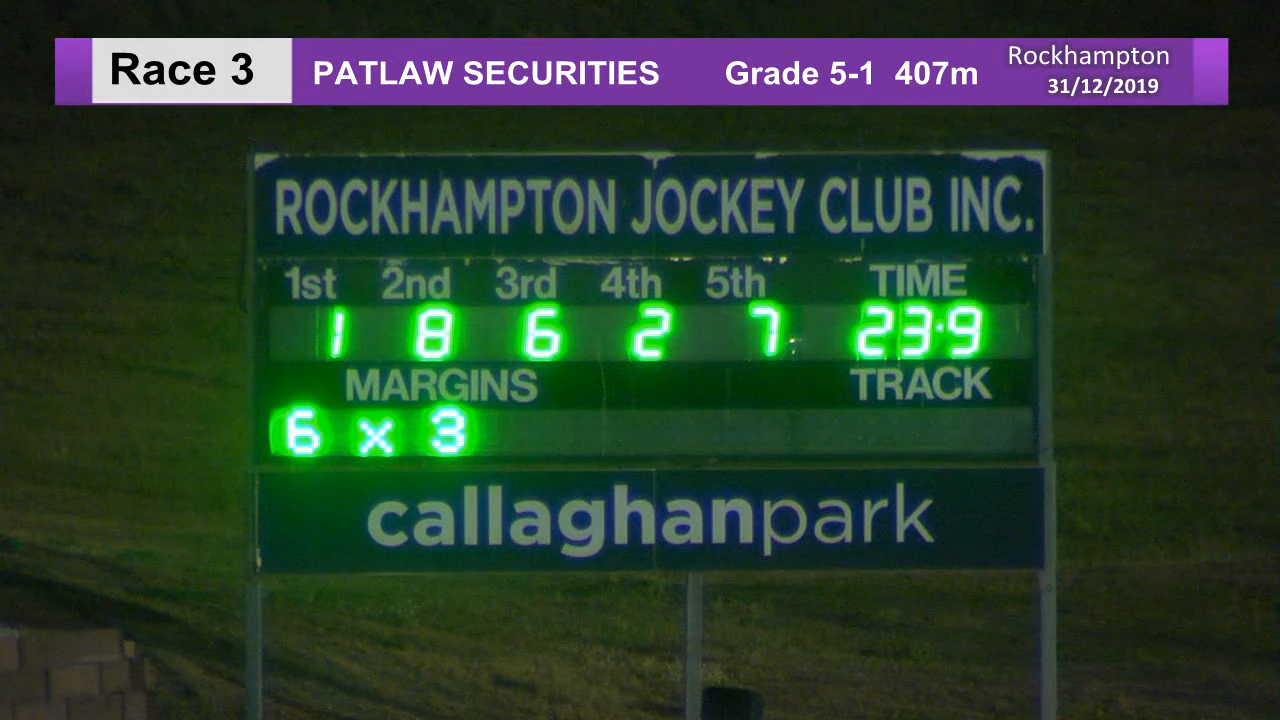 Race 3 PATLAW SECURITIES Grade 5-1 407m Rockhampton
31/12/2019
ROCKHAMPTON JOCKEY CLUB INC.
1st 2nd 3rd 4th 5th TIME
1 8 6 2 7 23·9
MARGINS TRACK
6 x 3
callaghanpark